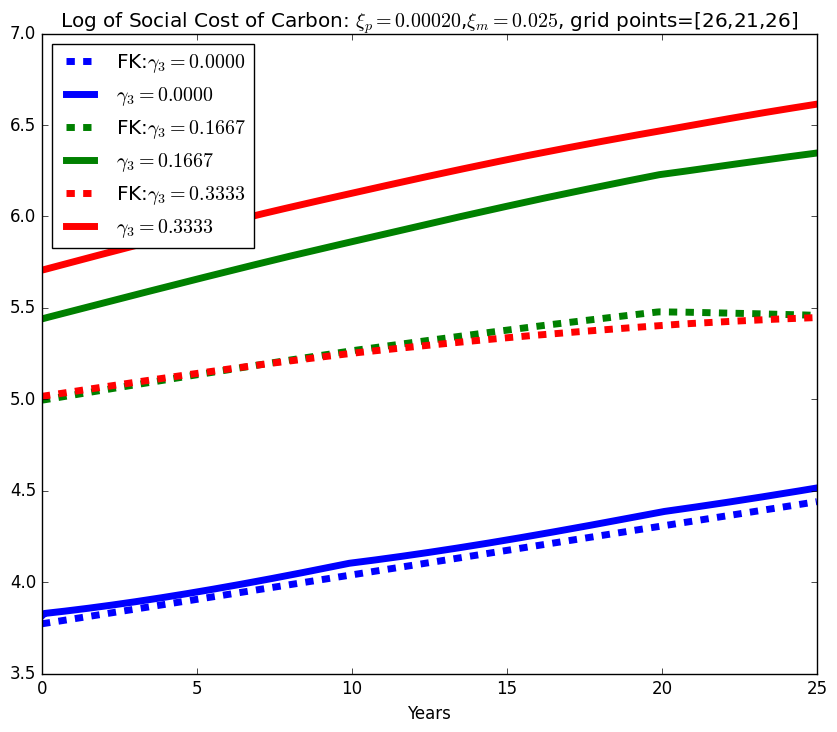 Log of Social Cost of Carbon: ξ_p = 0.00020,ξ_m = 0.025, grid points=[26,21,26]
7.0
6.5
6.0
5.5
5.0
4.5
4.0
3.5
FK:γ₃ = 0.0000
γ₃ = 0.0000
FK:γ₃ = 0.1667
γ₃ = 0.1667
FK:γ₃ = 0.3333
γ₃ = 0.3333
0 5 10 15 20 25
Years